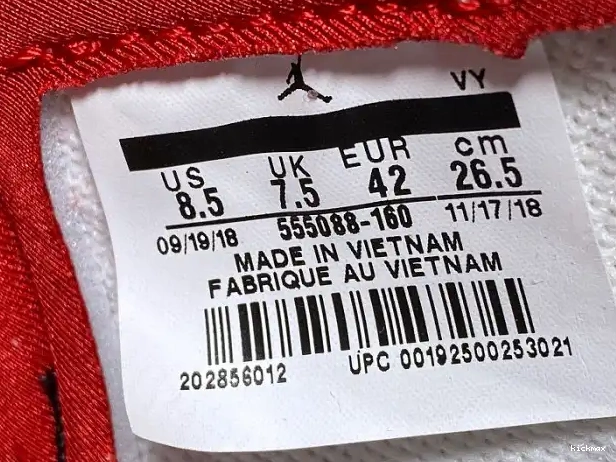 VY
US UK EUR cm
8.5 7.5 42 26.5
09/19/18 555088-160 11/17/18
MADE IN VIETNAM
FABRIQUE AU VIETNAM
202856012 UPC 00192500253021
kickmax